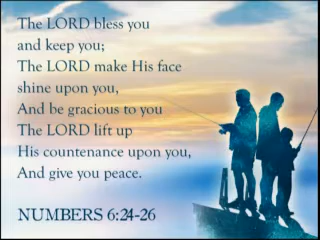 The LORD bless you
and keep you;
The LORD make His face
shine upon you,
And be gracious to you
The LORD lift up
His countenance upon you,
And give you peace.
NUMBERS 6:24-26